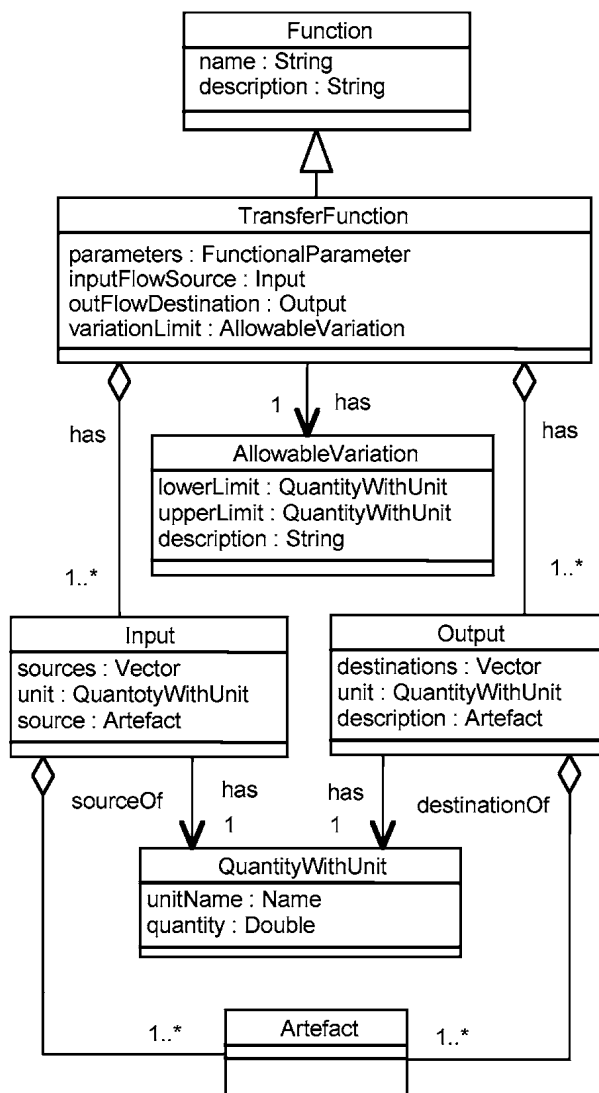 Function
name : String
description : String
TransferFunction
parameters : FunctionalParameter
inputFlowSource : Input
outFlowDestination : Output
variationLimit : AllowableVariation
has
1
has
has
AllowableVariation
lowerLimit : QuantityWithUnit
upperLimit : QuantityWithUnit
description : String
1..*
1..*
Input
sources : Vector
unit : QuantotyWithUnit
source : Artefact
Output
destinations : Vector
unit : QuantityWithUnit
description : Artefact
sourceOf
has
1
has
1
destinationOf
QuantityWithUnit
unitName : Name
quantity : Double
1..*
Artefact
1..*